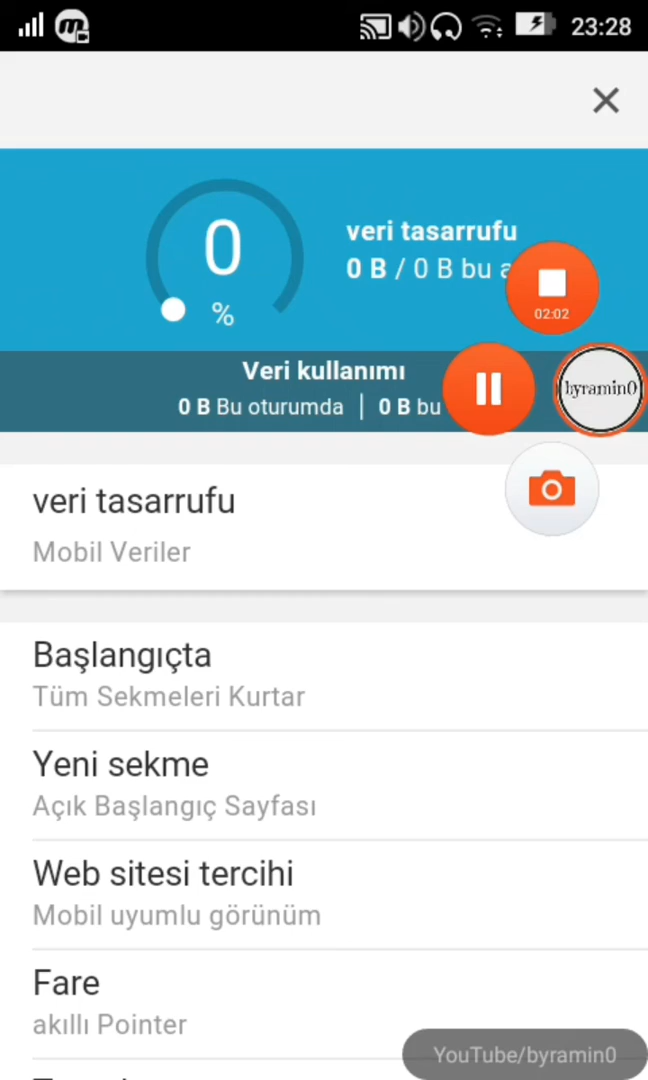 23:28
0
%
veri tasarrufu
0 B / 0 B bu
02:02
Veri kullanımı
0 B Bu oturumda | 0 B bu
byramin0
veri tasarrufu
Mobil Veriler
Başlangıçta
Tüm Sekmeleri Kurtar
Yeni sekme
Açık Başlangıç Sayfası
Web sitesi tercihi
Mobil uyumlu görünüm
Fare
akıllı Pointer
YouTube/byramin0